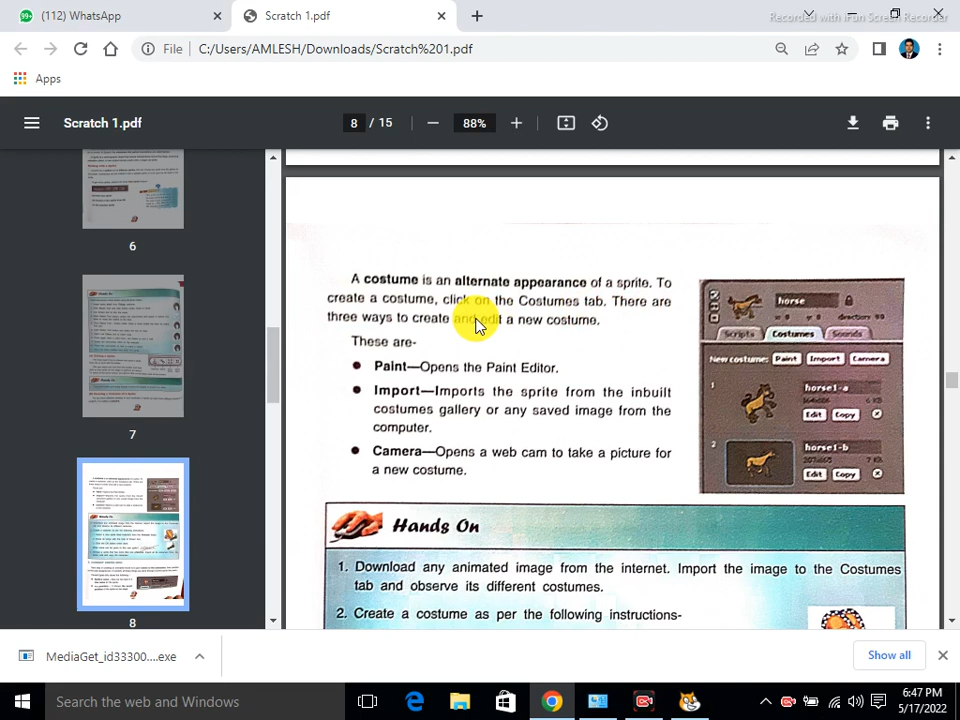 (112) WhatsApp
Scratch 1.pdf
Recorded with iFun Screen Recorder
File
C:/Users/AMLESH/Downloads/Scratch%201.pdf
Apps
Scratch 1.pdf
8 / 15
88%
6
7
8
A costume is an alternate appearance of a sprite. To
create a costume, click on the Costumes tab. There are
three ways to create and edit a new costume.
These are-
Paint—Opens the Paint Editor.
Import—Imports the sprite from the inbuilt
costumes gallery or any saved image from the
computer.
Camera—Opens a web cam to take a picture for
a new costume.
horse
Scripts Costumes Sounds
New costume: Paint Import Camera
1
horse1-a
Edit Copy
2
horse1-b
Edit Copy
Hands On
1. Download any animated image from the internet. Import the image to the Costumes
tab and observe its different costumes.
2. Create a costume as per the following instructions-
MediaGet_id33300....exe
Show all
Search the web and Windows
6:47 PM
5/17/2022